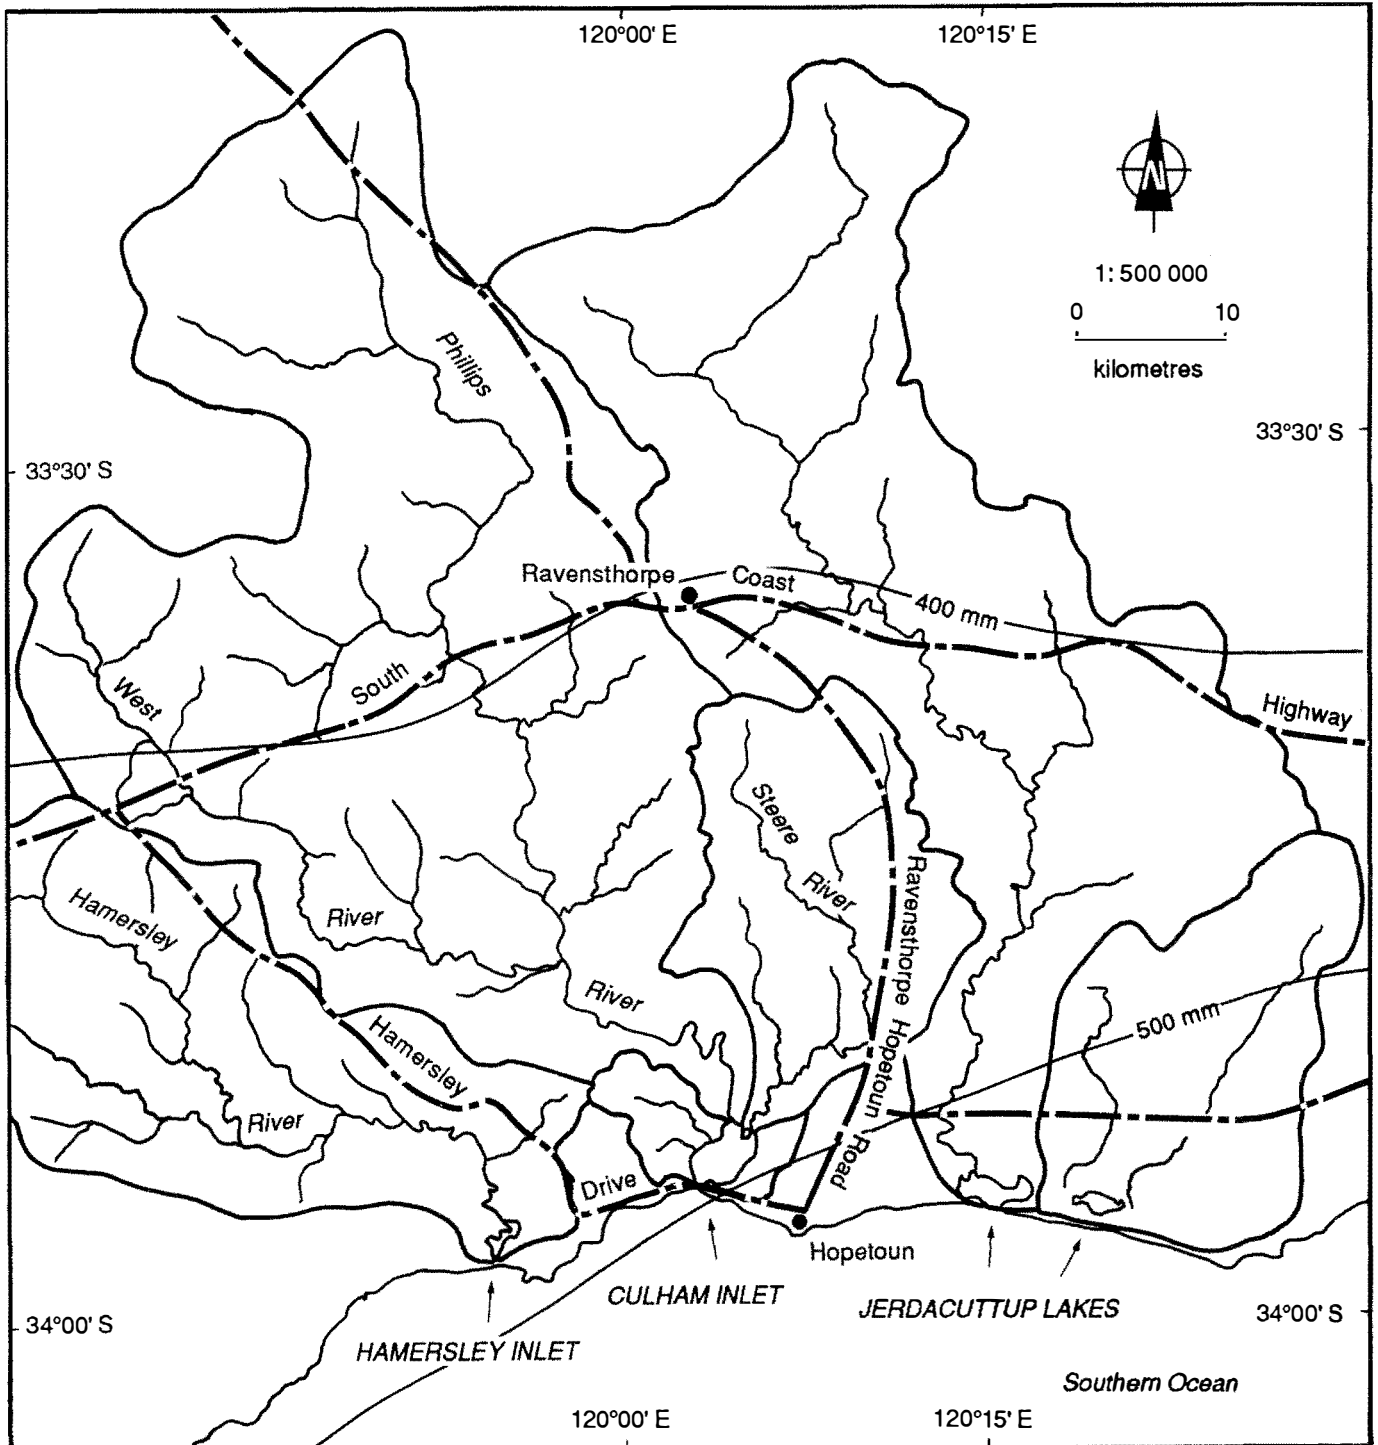 120°00' E
120°15' E
N
1: 500 000
0
10
kilometres
Phillips
33°30' S
33°30' S
Ravensthorpe
Coast
400 mm
South
West
Highway
Steere
River
Hamersley
River
Ravensthorpe Hopetoun Road
River
500 mm
Hamersley
River
Drive
Hopetoun
CULHAM INLET
JERDACUTTUP LAKES
34°00' S
34°00' S
HAMERSLEY INLET
Southern Ocean
120°00' E
120°15' E